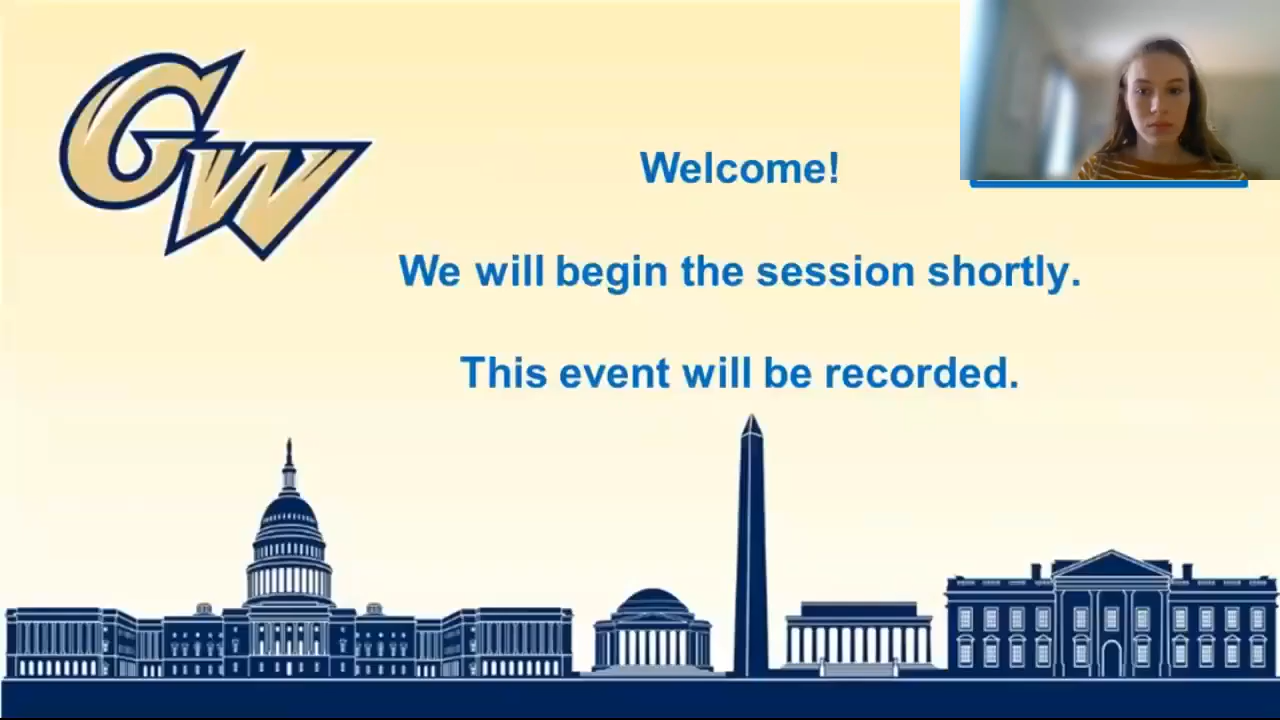 GW
Welcome!
We will begin the session shortly.
This event will be recorded.